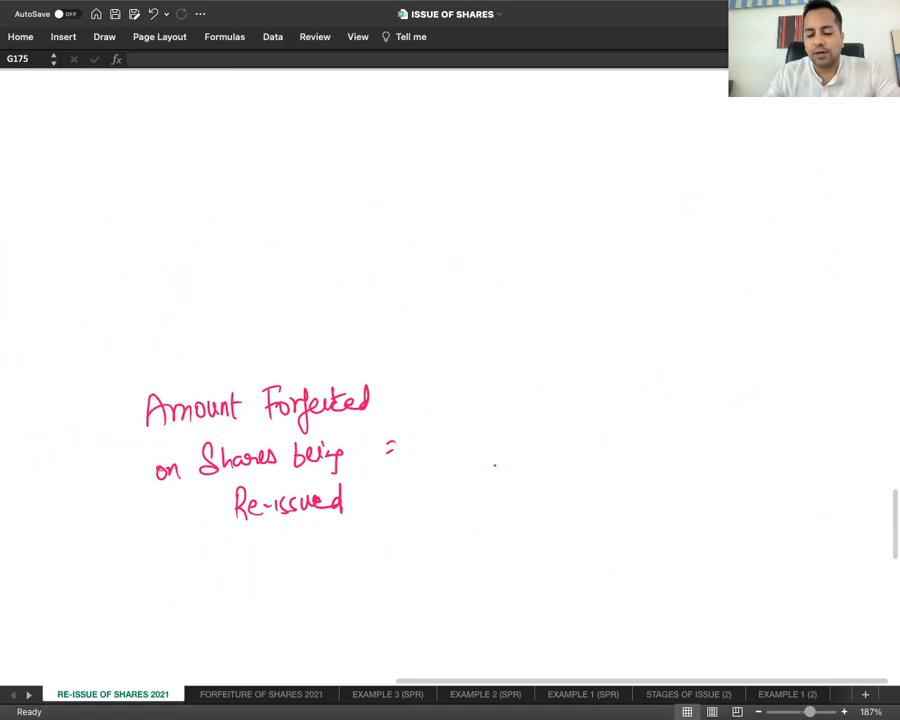 AutoSave OFF ISSUE OF SHARES
Home Insert Draw Page Layout Formulas Data Review View Tell me
G175 fx
Amount Forfeited
on Shares being =
Re-issued
RE-ISSUE OF SHARES 2021 FORFEITURE OF SHARES 2021 EXAMPLE 3 (SPR) EXAMPLE 2 (SPR) EXAMPLE 1 (SPR) STAGES OF ISSUE (2) EXAMPLE 1 (2) +
Ready 187%